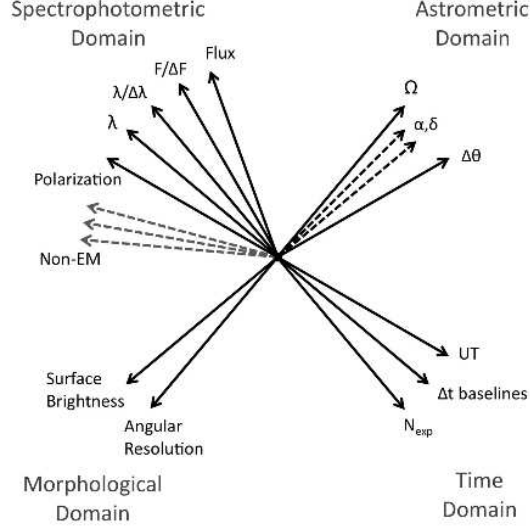 Spectrophotometric
Domain
Astrometric
Domain
Flux
F/ΔF
λ/Δλ
λ
Polarization
Non-EM
Ω
α,δ
Δθ
UT
Δt baselines
Nexp
Surface
Brightness
Angular
Resolution
Morphological
Domain
Time
Domain